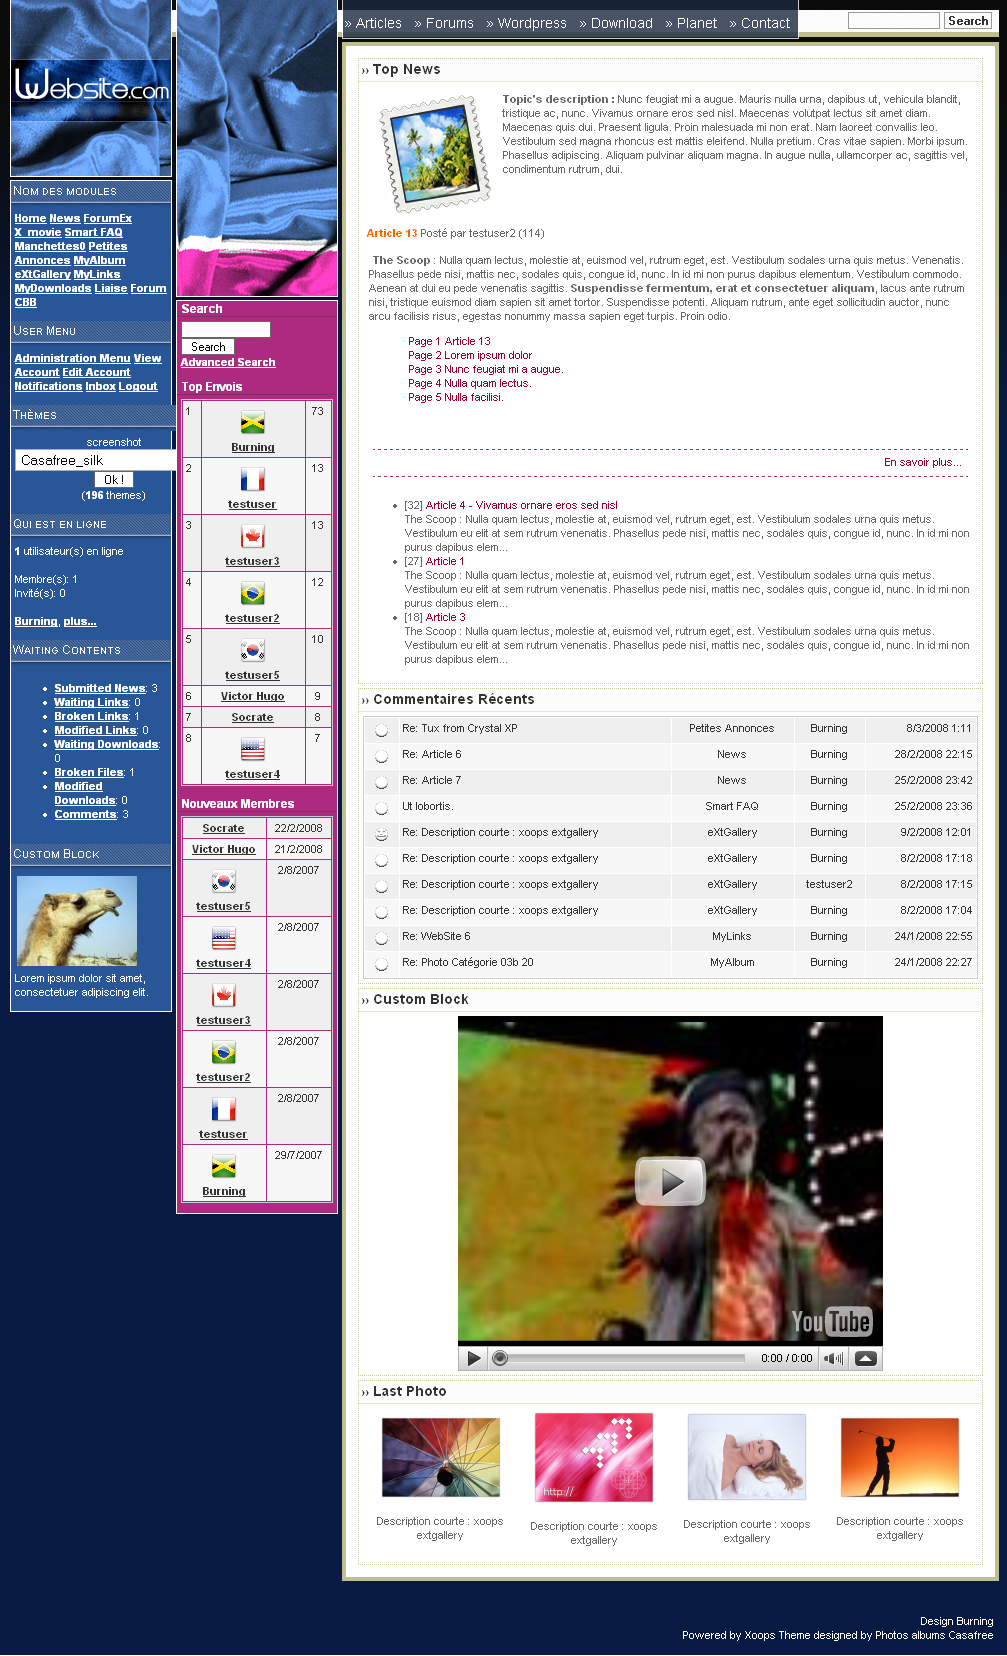 » Articles » Forums » Wordpress » Download » Planet » Contact
Search
Website.com
Nom des modules
Home News ForumEx
X_movie Smart FAQ
Manchettes0 Petites
Annonces MyAlbum
eXtGallery MyLinks
MyDownloads Liaise Forum
CBB
User Menu
Administration Menu View
Account Edit Account
Notifications Inbox Logout
Thèmes
screenshot
Casafree_silk
Ok !
(196 themes)
Qui est en ligne
1 utilisateur(s) en ligne
Membre(s): 1
Invité(s): 0
Burning, plus...
Waiting Contents
Submitted News: 3
Waiting Links: 0
Broken Links: 1
Modified Links: 0
Waiting Downloads:
0
Broken Files: 1
Modified
Downloads: 0
Comments: 3
Custom Block
Lorem ipsum dolor sit amet,
consectetuer adipiscing elit.
Search
Search
Advanced Search
Top Envois
1 Burning 73
2 testuser 13
3 testuser3 13
4 testuser2 12
5 testuser5 10
6 Victor Hugo 9
7 Socrate 8
8 testuser4 7
Nouveaux Membres
Socrate 22/2/2008
Victor Hugo 21/2/2008
testuser5 2/8/2007
testuser4 2/8/2007
testuser3 2/8/2007
testuser2 2/8/2007
testuser 2/8/2007
Burning 29/7/2007
›› Top News
Topic's description : Nunc feugiat mi a augue. Mauris nulla urna, dapibus ut, vehicula blandit,
tristique ac, nunc. Vivamus ornare eros sed nisl. Maecenas volutpat lectus sit amet diam.
Maecenas quis dui. Praesent ligula. Proin malesuada mi non erat. Nam laoreet convallis leo.
Vestibulum sed magna rhoncus est mattis eleifend. Nulla pretium. Cras vitae sapien. Morbi ipsum.
Phasellus adipiscing. Aliquam pulvinar aliquam magna. In augue nulla, ullamcorper ac, sagittis vel,
condimentum rutrum, dui.
Article 13 Posté par testuser2 (114)
The Scoop : Nulla quam lectus, molestie at, euismod vel, rutrum eget, est. Vestibulum sodales urna quis metus. Venenatis.
Phasellus pede nisi, mattis nec, sodales quis, congue id, nunc. In id mi non purus dapibus elementum. Vestibulum commodo.
Aenean at dui eu pede venenatis sagittis. Suspendisse fermentum, erat et consectetuer aliquam, lacus ante rutrum
nisi, tristique euismod diam sapien sit amet tortor. Suspendisse potenti. Aliquam rutrum, ante eget sollicitudin auctor, nunc
arcu facilisis risus, egestas nonummy massa sapien eget turpis. Proin odio.
Page 1 Article 13
Page 2 Lorem ipsum dolor
Page 3 Nunc feugiat mi a augue.
Page 4 Nulla quam lectus.
Page 5 Nulla facilisi.
En savoir plus...
[32] Article 4 - Vivamus ornare eros sed nisl
The Scoop : Nulla quam lectus, molestie at, euismod vel, rutrum eget, est. Vestibulum sodales urna quis metus.
Vestibulum eu elit at sem rutrum venenatis. Phasellus pede nisi, mattis nec, sodales quis, congue id, nunc. In id mi non
purus dapibus elem...
[27] Article 1
The Scoop : Nulla quam lectus, molestie at, euismod vel, rutrum eget, est. Vestibulum sodales urna quis metus.
Vestibulum eu elit at sem rutrum venenatis. Phasellus pede nisi, mattis nec, sodales quis, congue id, nunc. In id mi non
purus dapibus elem...
[18] Article 3
The Scoop : Nulla quam lectus, molestie at, euismod vel, rutrum eget, est. Vestibulum sodales urna quis metus.
Vestibulum eu elit at sem rutrum venenatis. Phasellus pede nisi, mattis nec, sodales quis, congue id, nunc. In id mi non
purus dapibus elem...
›› Commentaires Récents
Re: Tux from Crystal XP Petites Annonces Burning 8/3/2008 1:11
Re: Article 6 News Burning 28/2/2008 22:15
Re: Article 7 News Burning 25/2/2008 23:42
Ut lobortis. Smart FAQ Burning 25/2/2008 23:36
Re: Description courte : xoops extgallery eXtGallery Burning 9/2/2008 12:01
Re: Description courte : xoops extgallery eXtGallery Burning 8/2/2008 17:18
Re: Description courte : xoops extgallery eXtGallery testuser2 8/2/2008 17:15
Re: Description courte : xoops extgallery eXtGallery Burning 8/2/2008 17:04
Re: WebSite 6 MyLinks Burning 24/1/2008 22:55
Re: Photo Catégorie 03b 20 MyAlbum Burning 24/1/2008 22:27
›› Custom Block
YouTube
0:00 / 0:00
›› Last Photo
http://
Description courte : xoops
extgallery
Description courte : xoops
extgallery
Description courte : xoops
extgallery
Description courte : xoops
extgallery
Design Burning
Powered by Xoops Theme designed by Photos albums Casafree